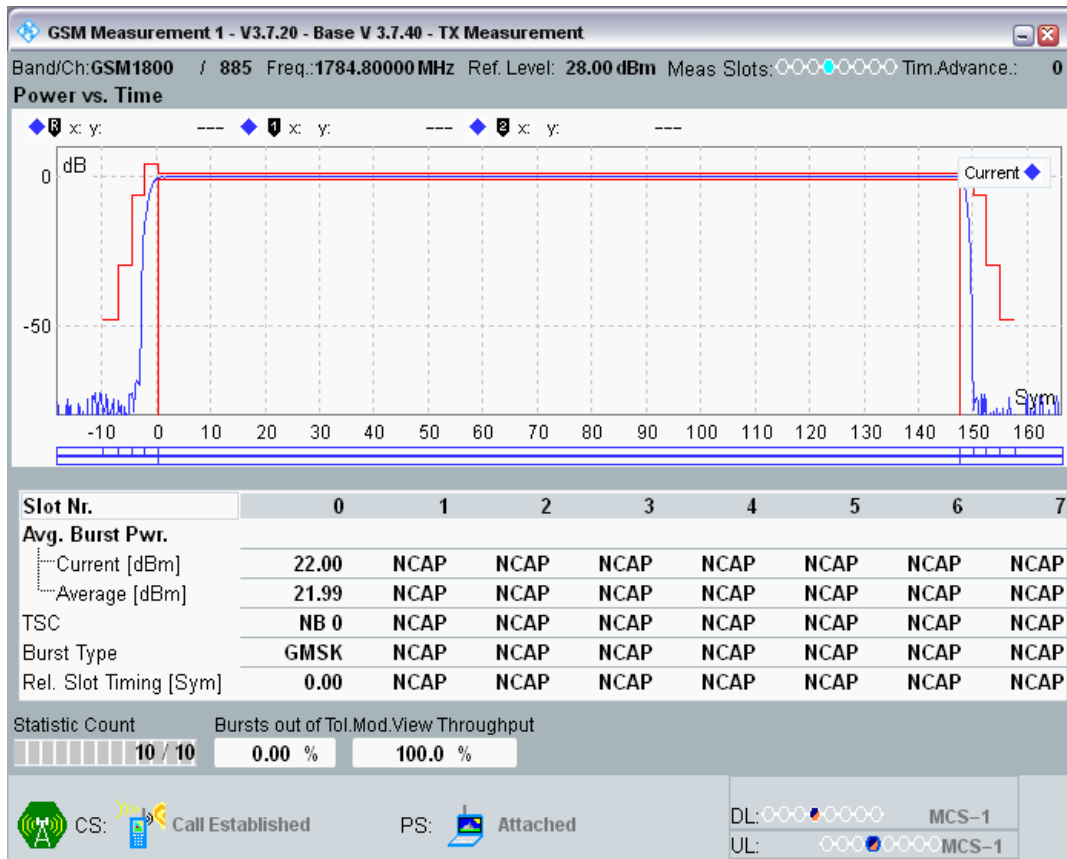 GSM Measurement 1 - V3.7.20 - Base V 3.7.40 - TX Measurement
Band/Ch:GSM1800 / 885 Freq.:1784.80000 MHz Ref. Level: 28.00 dBm Meas Slots: Tim.Advance.: 0
Power vs. Time
R x: y: --- 1 x: y: --- 2 x: y: ---
dB
Current
0
-50
Sym
-10 0 10 20 30 40 50 60 70 80 90 100 110 120 130 140 150 160
Slot Nr. 0 1 2 3 4 5 6 7
Avg. Burst Pwr.
Current [dBm] 22.00 NCAP NCAP NCAP NCAP NCAP NCAP NCAP
Average [dBm] 21.99 NCAP NCAP NCAP NCAP NCAP NCAP NCAP
TSC NB 0 NCAP NCAP NCAP NCAP NCAP NCAP NCAP
Burst Type GMSK NCAP NCAP NCAP NCAP NCAP NCAP NCAP
Rel. Slot Timing [Sym] 0.00 NCAP NCAP NCAP NCAP NCAP NCAP NCAP
Statistic Count Bursts out of Tol. Mod.View Throughput
10 / 10 0.00 % 100.0 %
CS: Call Established PS: Attached
DL: MCS-1
UL: MCS-1